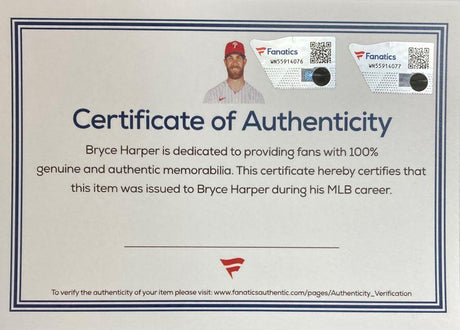 Fanatics
WN55914076
Fanatics
WN55914077
Certificate of Authenticity
Bryce Harper is dedicated to providing fans with 100%
genuine and authentic memorabilia. This certificate hereby certifies that
this item was issued to Bryce Harper during his MLB career.
To verify the authenticity of your item please visit: www.fanaticsauthentic.com/pages/Authenticity_Verification